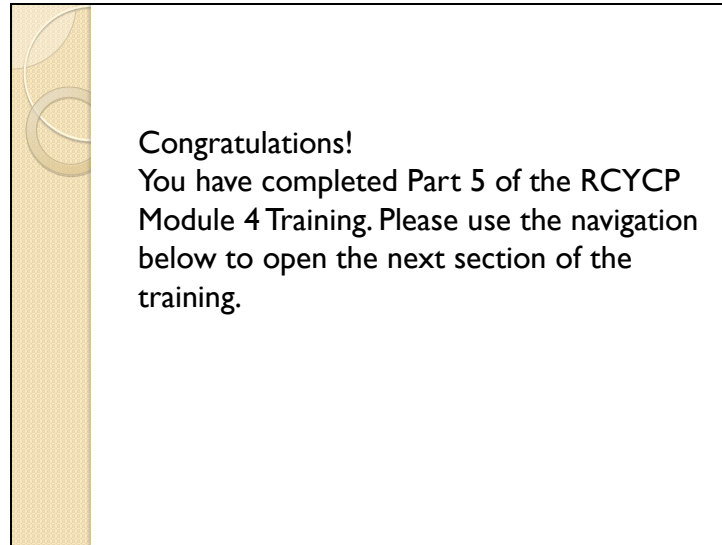 Congratulations!
You have completed Part 5 of the RCYCP
Module 4 Training. Please use the navigation
below to open the next section of the
training.